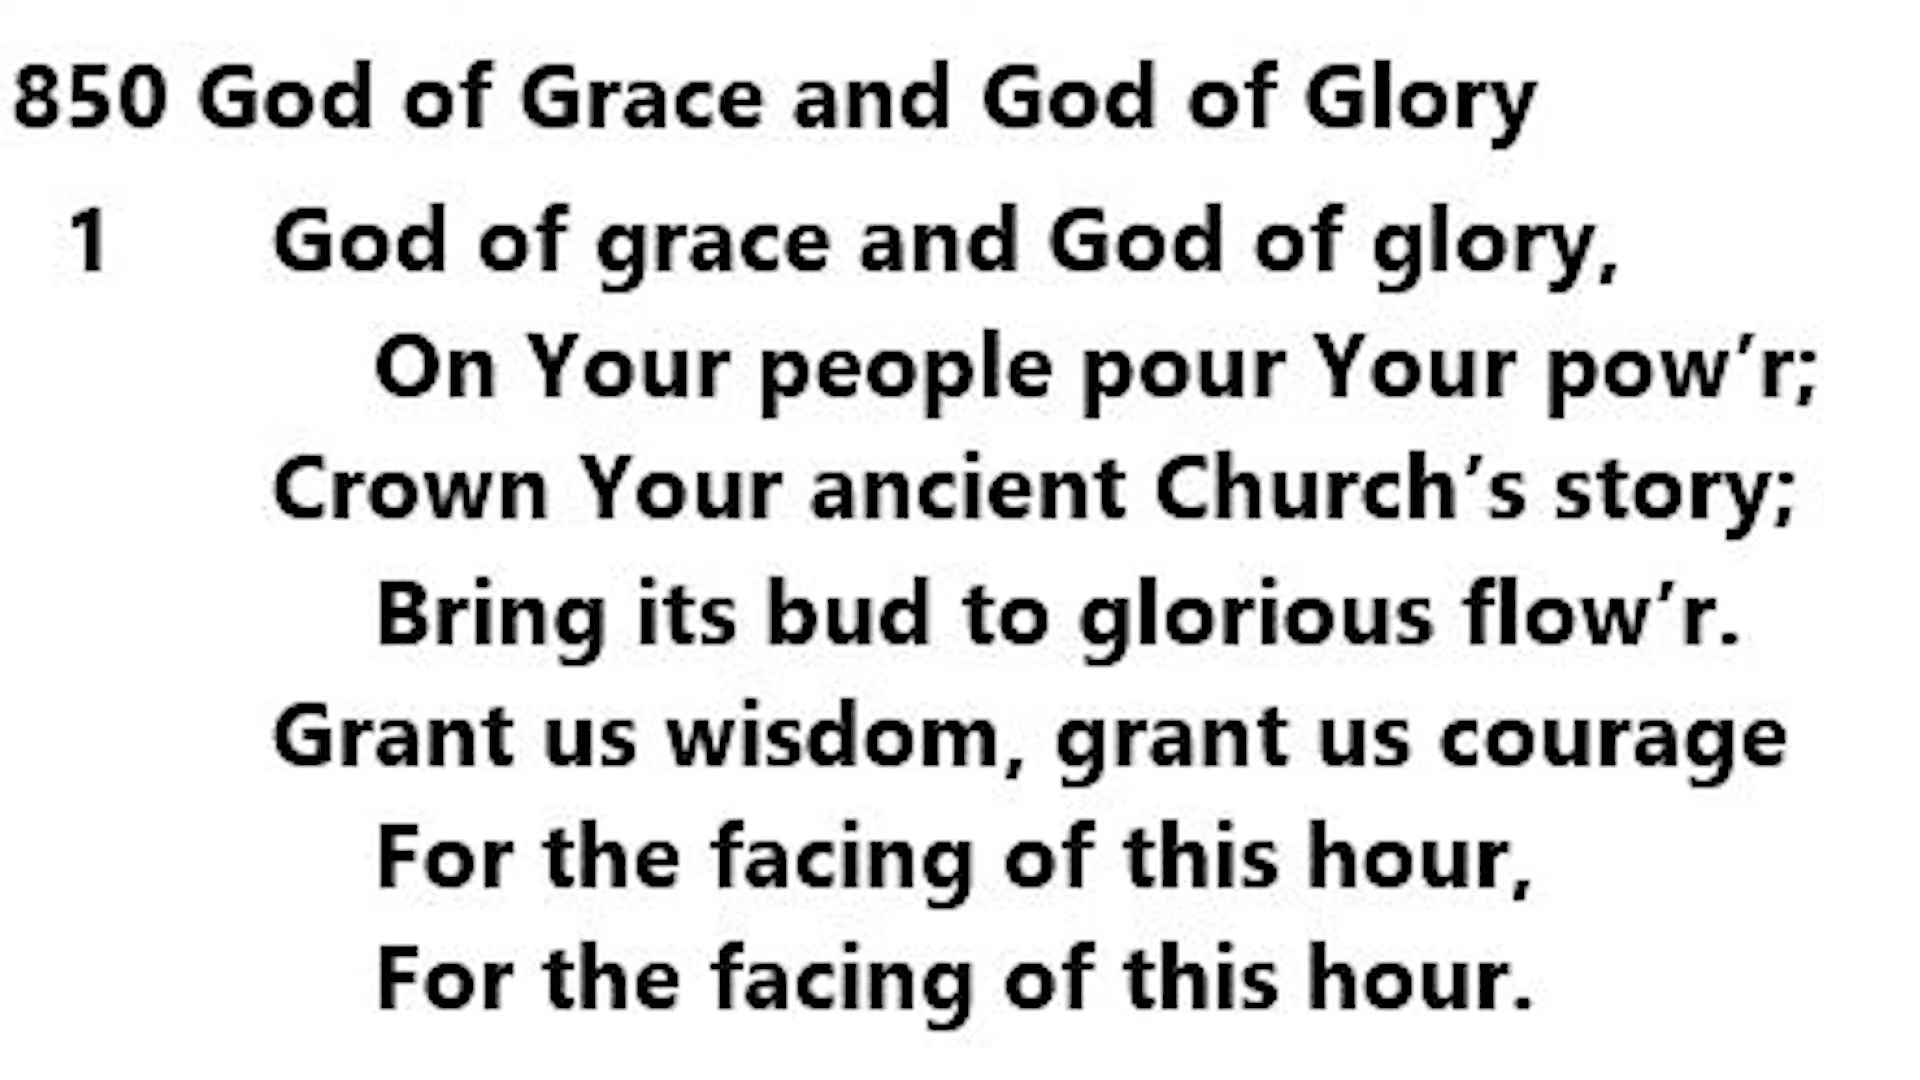 850 God of Grace and God of Glory
1 God of grace and God of glory,
On Your people pour Your pow’r;
Crown Your ancient Church’s story;
Bring its bud to glorious flow’r.
Grant us wisdom, grant us courage
For the facing of this hour,
For the facing of this hour.